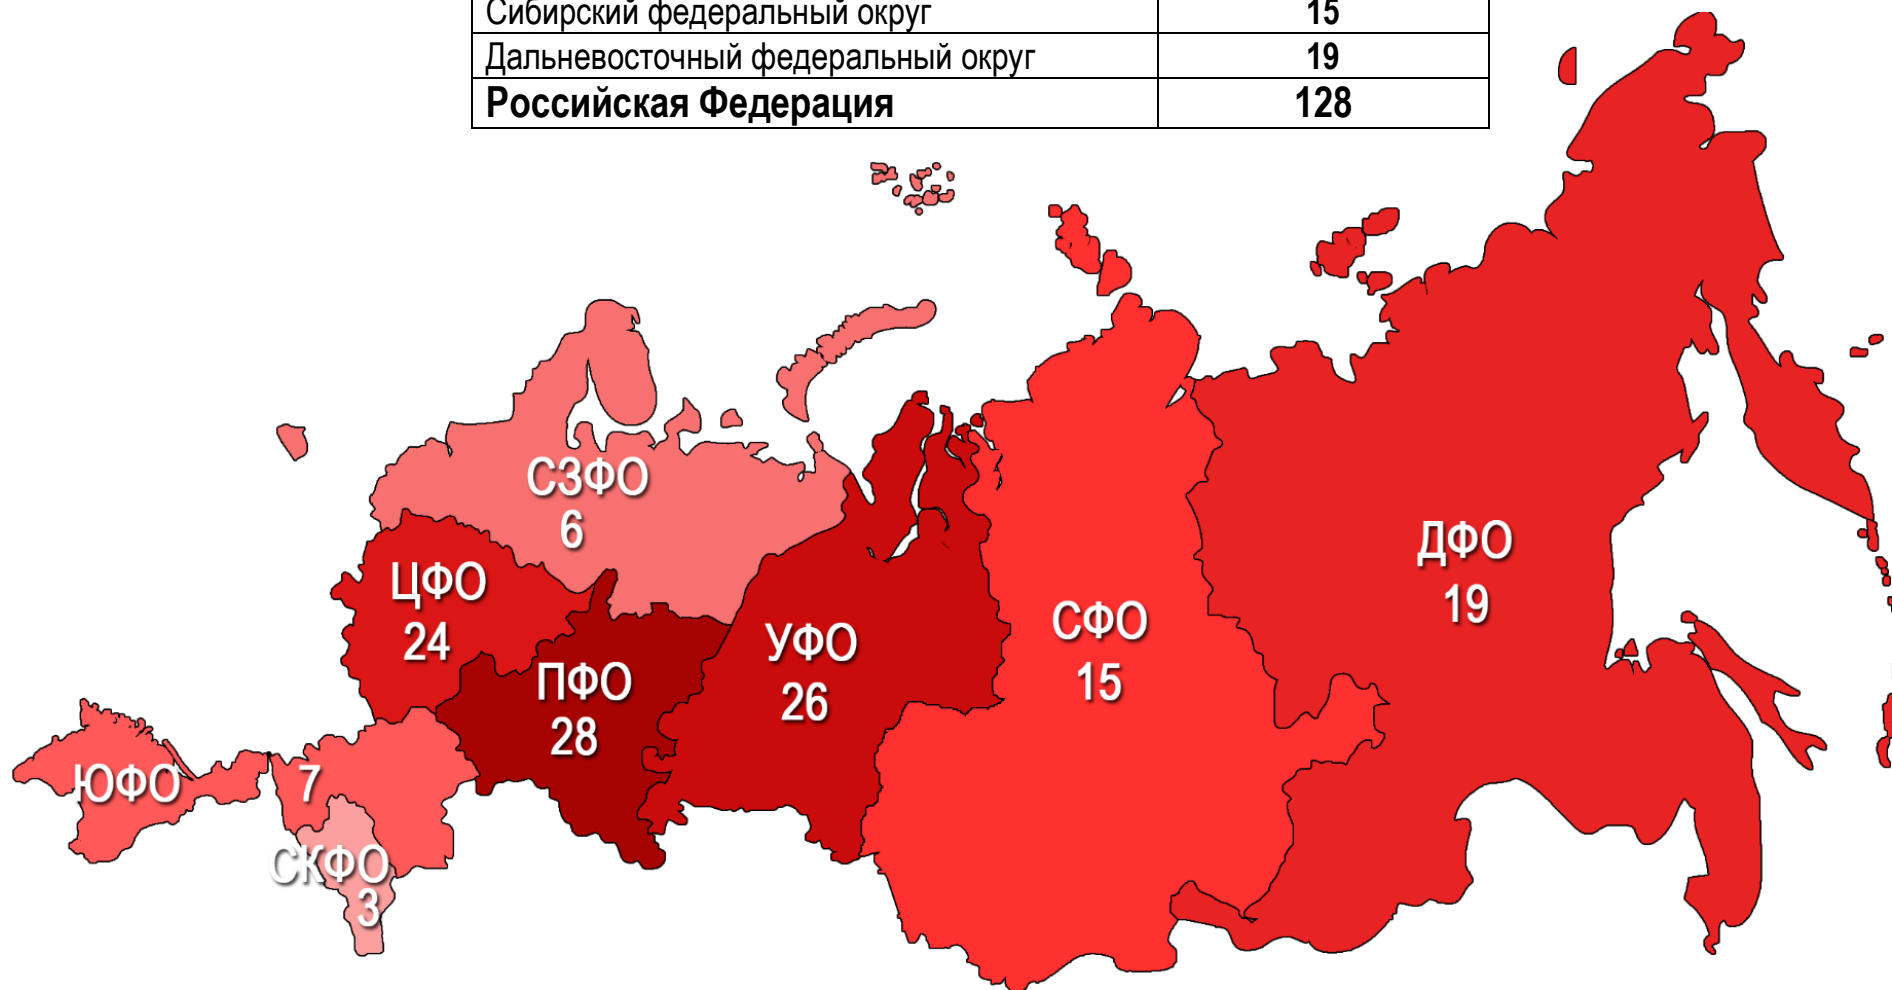 Сибирский федеральный округ 15
Дальневосточный федеральный округ 19
Российская Федерация 128
СЗФО
6
ДФО
19
ЦФО
24
СФО
15
УФО
26
ПФО
28
ЮФО
7
СКФО
3